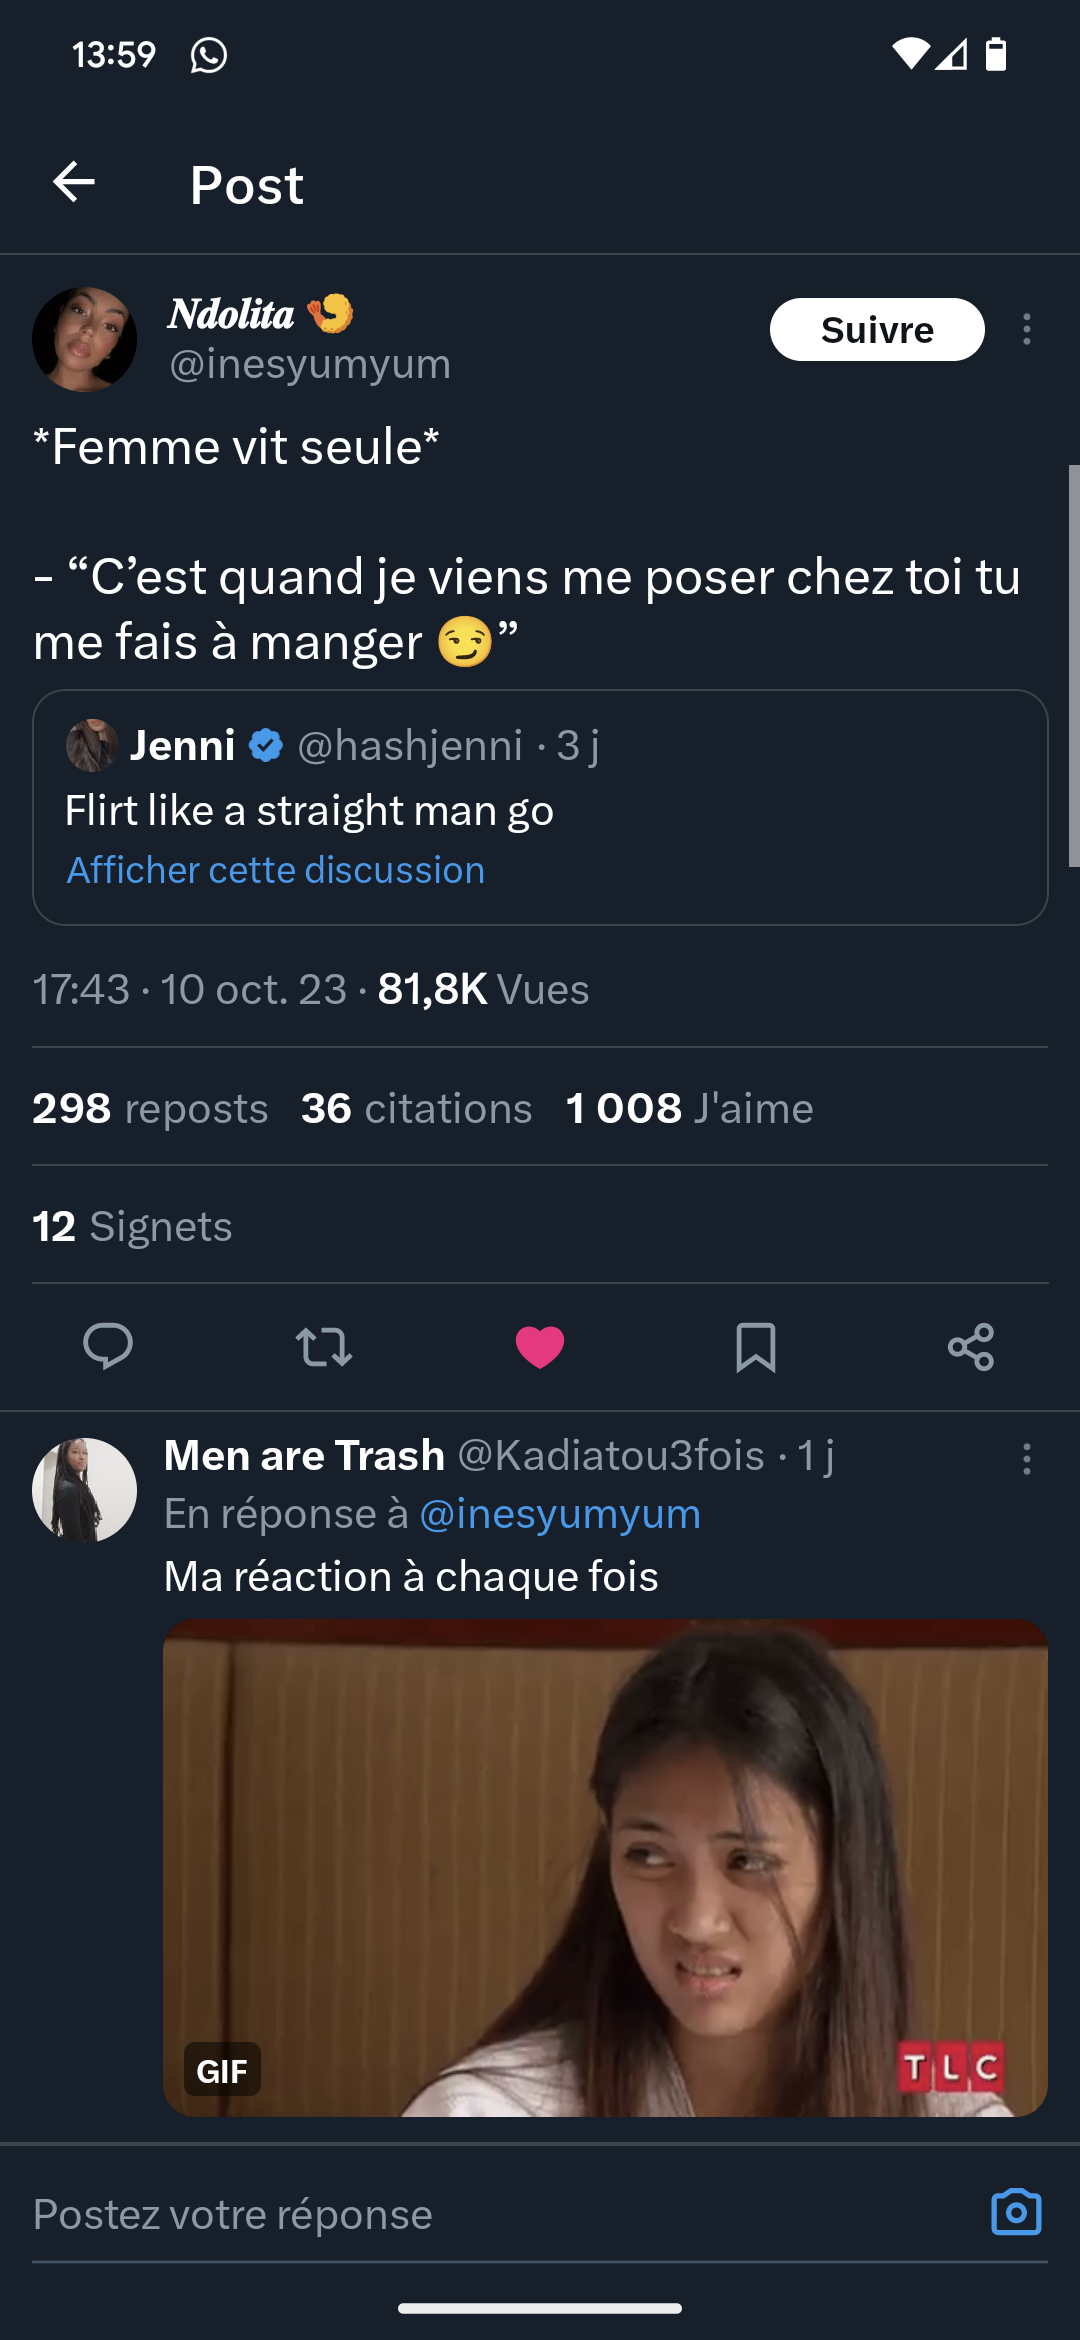 13:59
Post
Ndolita 🍤
@inesyumyum
Suivre
*Femme vit seule*
- “C’est quand je viens me poser chez toi tu
me fais à manger 😏”
Jenni @hashjenni · 3 j
Flirt like a straight man go
Afficher cette discussion
17:43 · 10 oct. 23 · 81,8K Vues
298 reposts 36 citations 1 008 J'aime
12 Signets
Men are Trash @Kadiatou3fois · 1 j
En réponse à @inesyumyum
Ma réaction à chaque fois
GIF
TLC
Postez votre réponse